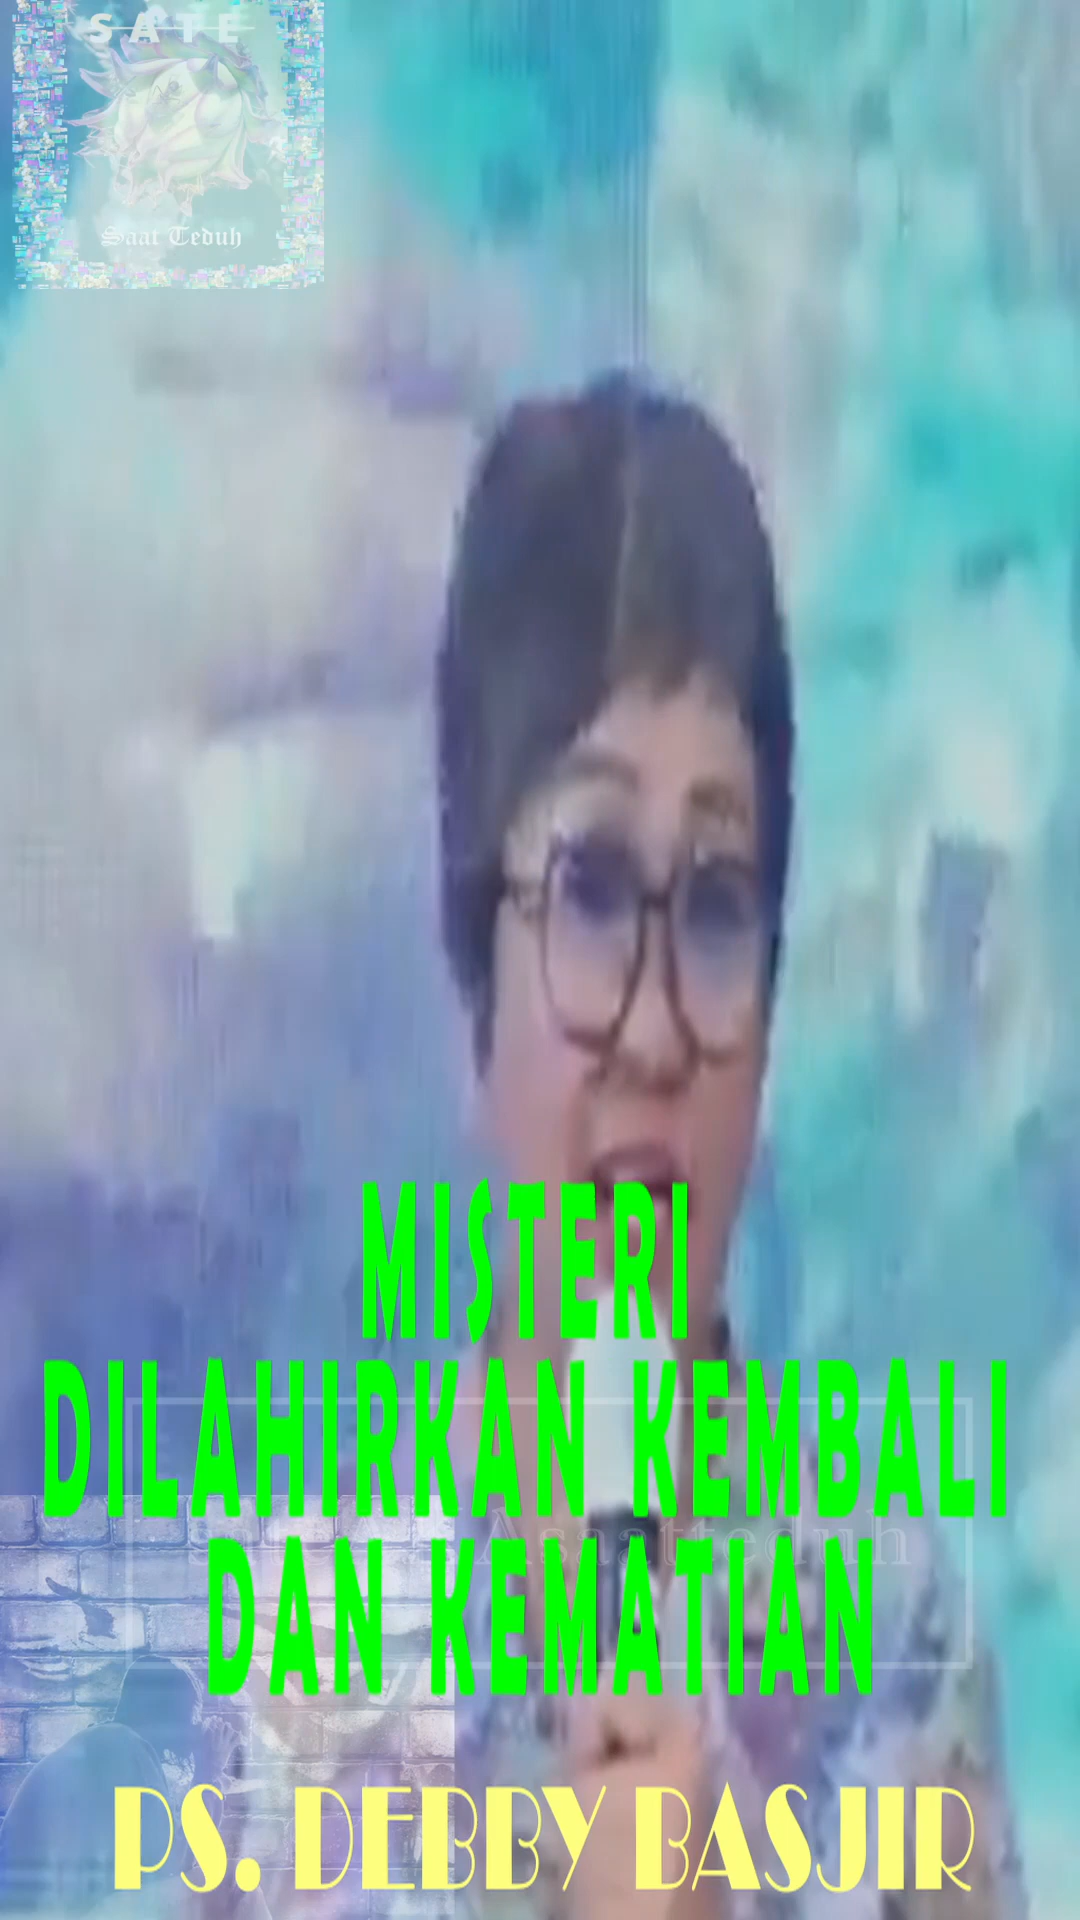 SATE
Saat Teduh
MISTERI
DILAHIRKAN KEMBALI
DAN KEMATIAN
PS. DEBBY BASJIR